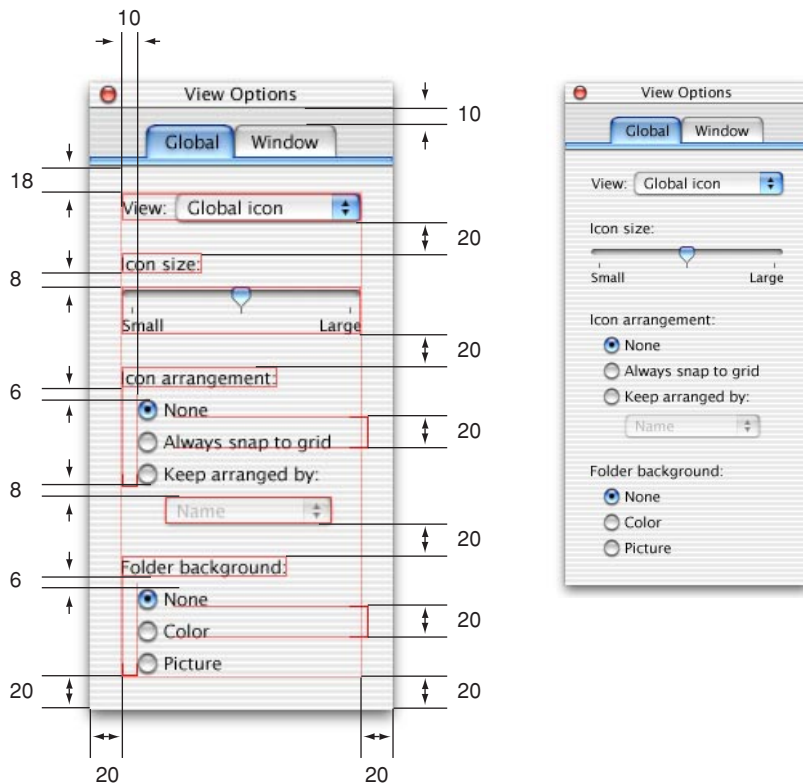 10
View Options
10
Global Window
18
View: Global icon
20
Icon size:
8
Small Large
20
Icon arrangement:
6
None
20
Always snap to grid
Keep arranged by:
8
Name
20
Folder background:
6
None
20
Color
Picture
20
20
20
20
View Options
Global Window
View: Global icon
Icon size:
Small Large
Icon arrangement:
None
Always snap to grid
Keep arranged by:
Name
Folder background:
None
Color
Picture